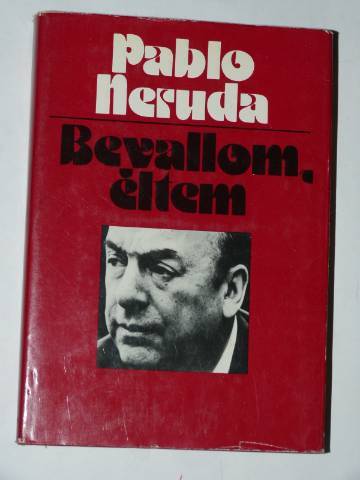 Pablo
Neruda
Bevallom,
éltem